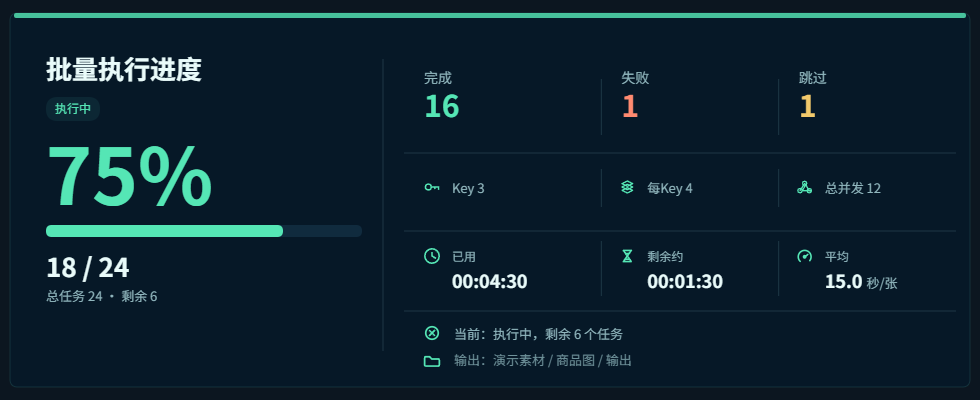 批量执行进度
执行中
75%
18 / 24
总任务 24 · 剩余 6
完成
16
失败
1
跳过
1
Key 3
每Key 4
总并发 12
已用
00:04:30
剩余约
00:01:30
平均
15.0 秒/张
当前：执行中，剩余 6 个任务
输出：演示素材 / 商品图 / 输出